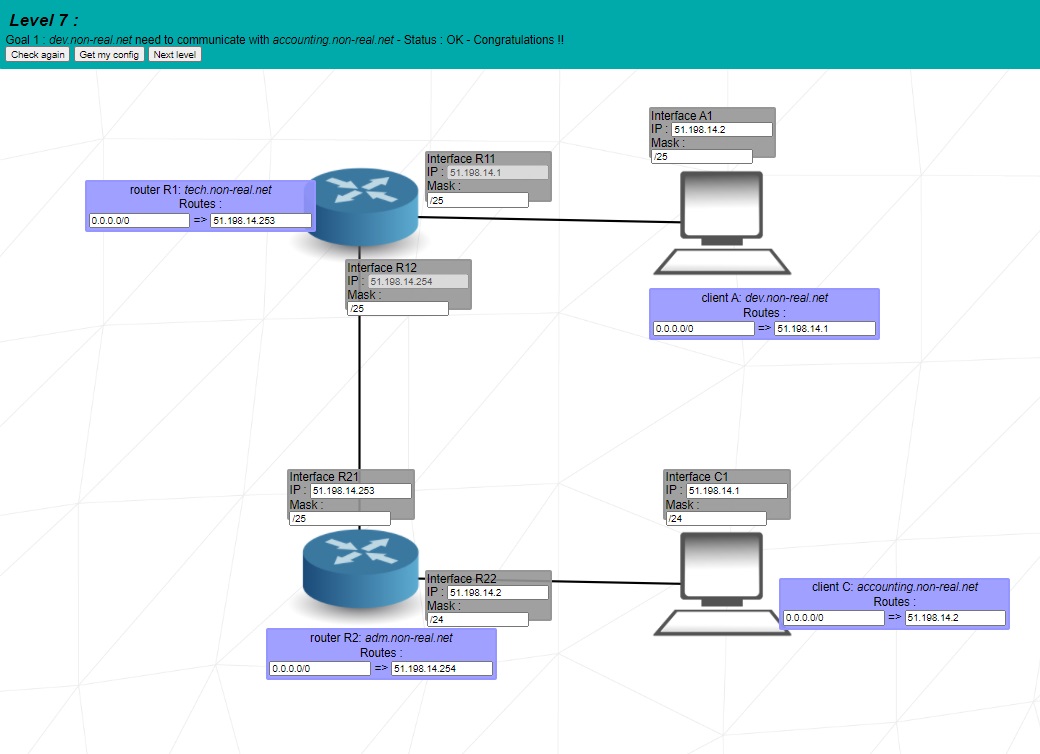 Level 7 :
Goal 1 : dev.non-real.net need to communicate with accounting.non-real.net - Status : OK - Congratulations !!
Check again Get my config Next level
Interface A1
IP : 51.198.14.2
Mask :
/25
Interface R11
IP : 51.198.14.1
Mask :
/25
router R1: tech.non-real.net
Routes :
0.0.0.0/0 => 51.198.14.253
Interface R12
IP : 51.198.14.254
Mask :
/25
client A: dev.non-real.net
Routes :
0.0.0.0/0 => 51.198.14.1
Interface R21
IP : 51.198.14.253
Mask :
/25
Interface C1
IP : 51.198.14.1
Mask :
/24
Interface R22
IP : 51.198.14.2
Mask :
/24
client C: accounting.non-real.net
Routes :
0.0.0.0/0 => 51.198.14.2
router R2: adm.non-real.net
Routes :
0.0.0.0/0 => 51.198.14.254